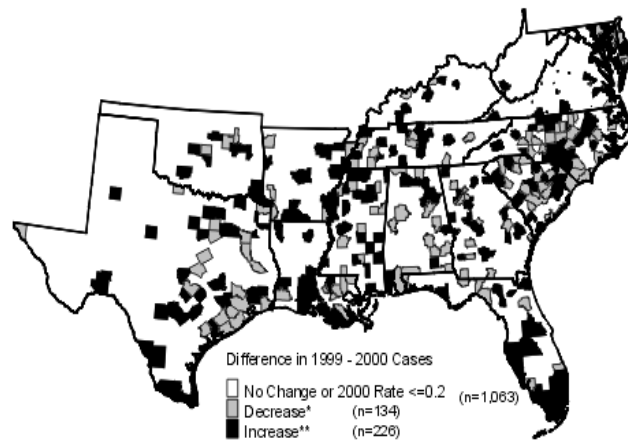 Difference in 1999 - 2000 Cases
No Change or 2000 Rate <=0.2 (n=1,063)
Decrease* (n=134)
Increase** (n=226)